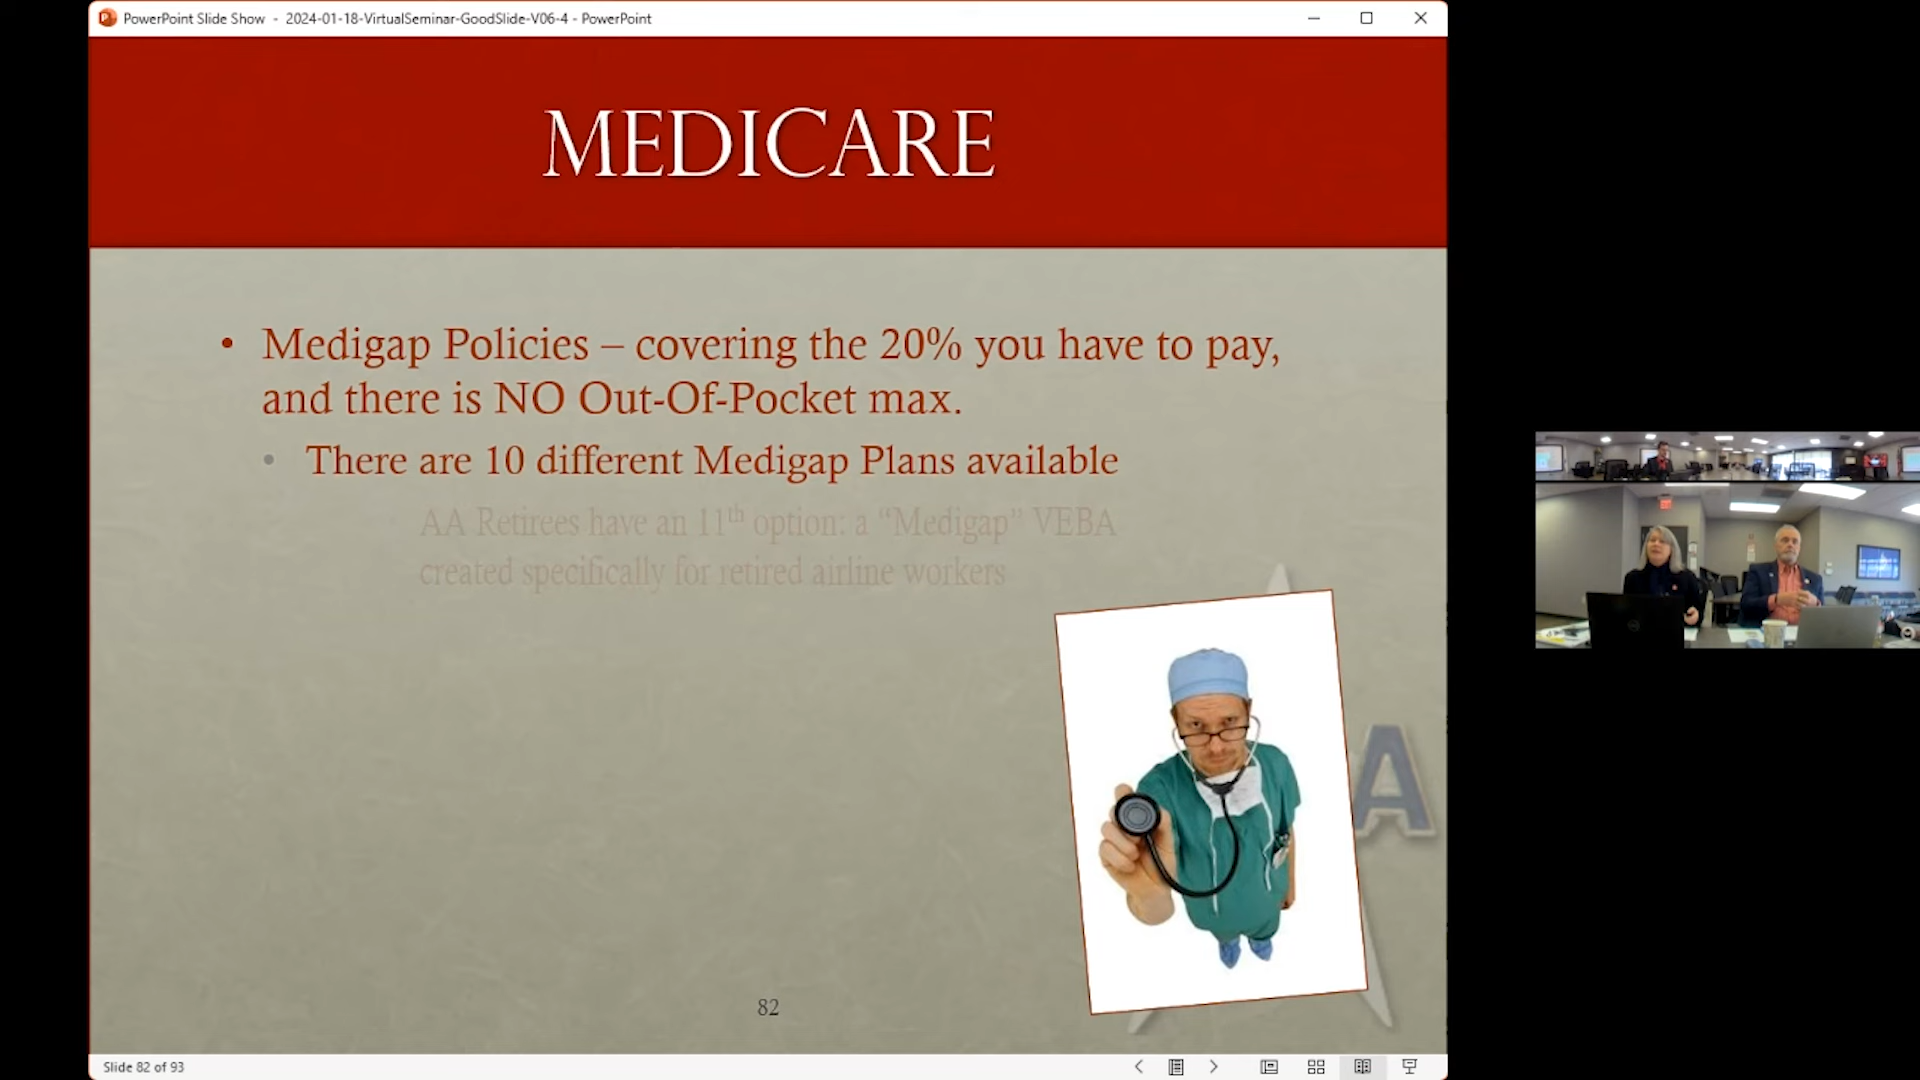 PowerPoint Slide Show - 2024-01-18-VirtualSeminar-GoodSlide-V06-4 - PowerPoint
MEDICARE
• Medigap Policies – covering the 20% you have to pay,
and there is NO Out-Of-Pocket max.
• There are 10 different Medigap Plans available
AA Retirees have an 11th option: a “Medigap” VEBA
created specifically for retired airline workers
A
82
Slide 82 of 93